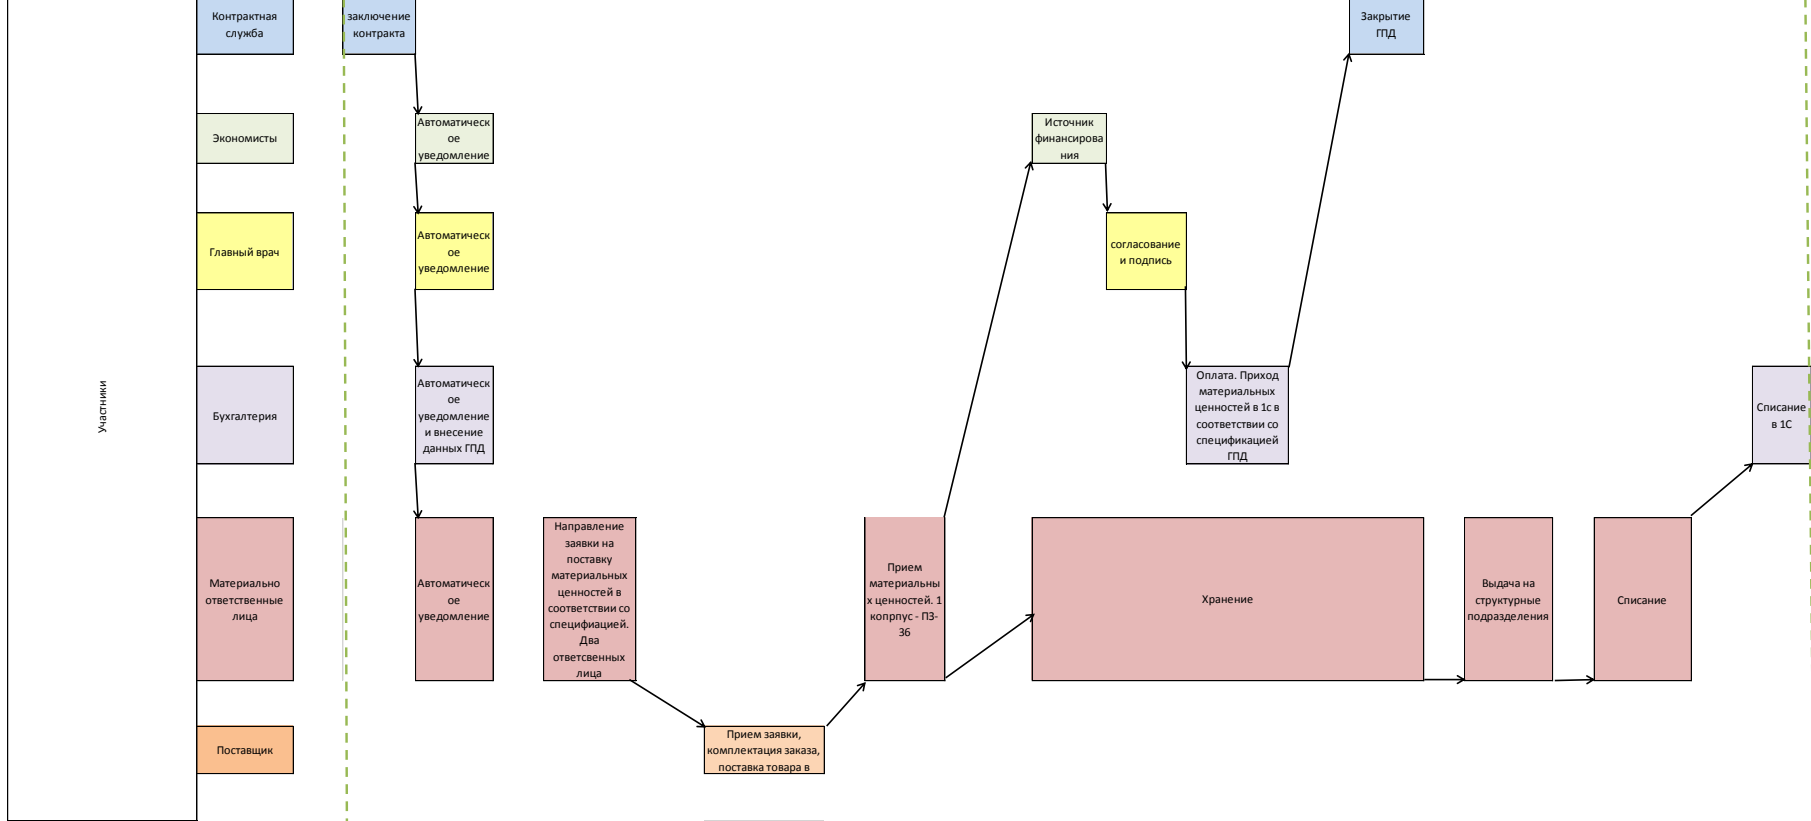 Контрактная
служба
заключение
контракта
Закрытие
ГПД
Экономисты
Автоматическ
ое
уведомление
Источник
финансирова
ния
Главный врач
Автоматическ
ое
уведомление
согласование
и подпись
Участники
Бухгалтерия
Автоматическ
ое
уведомление
и внесение
данных ГПД
Оплата. Приход
материальных
ценностей в 1с в
соответствии со
спецификацией
ГПД
Списание
в 1С
Материально
ответственные
лица
Автоматическ
ое
уведомление
Направление
заявки на
поставку
материальных
ценностей в
соответствии со
спецификацией.
Два
ответсвенных
лица
Прием
материальны
х ценностей. 1
копрпус - ПЗ-
36
Хранение
Выдача на
структурные
подразделения
Списание
Поставщик
Прием заявки,
комплектация заказа,
поставка товара в